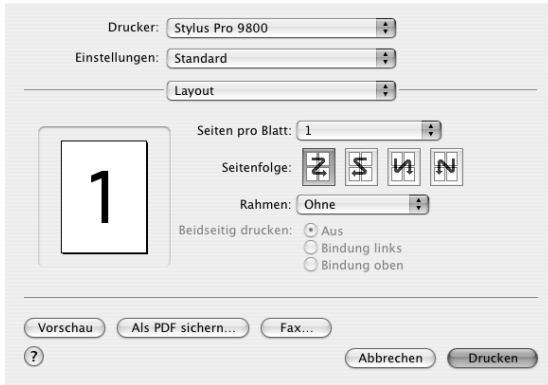 Drucker: Stylus Pro 9800
Einstellungen: Standard
Layout
Seiten pro Blatt: 1
Seitenfolge:
Rahmen: Ohne
Beidseitig drucken: Aus
Bindung links
Bindung oben
1
Vorschau Als PDF sichern... Fax...
? Abbrechen Drucken